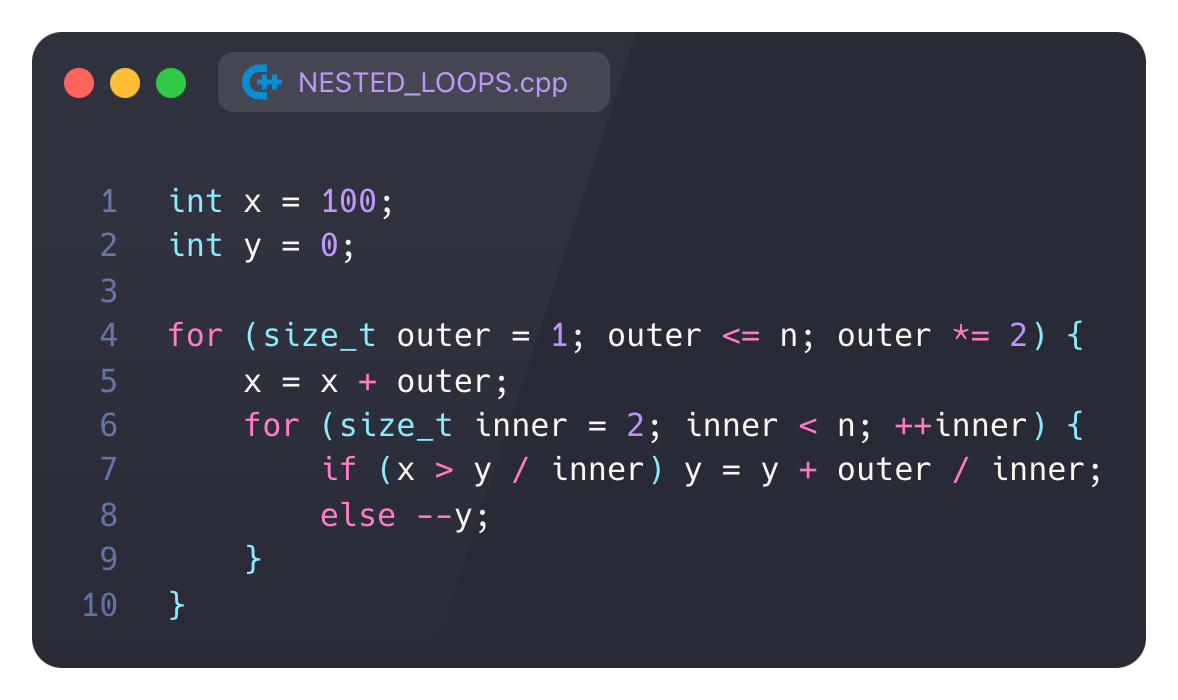 NESTED_LOOPS.cpp
1 int x = 100;
2 int y = 0;
3
4 for (size_t outer = 1; outer <= n; outer *= 2) {
5     x = x + outer;
6     for (size_t inner = 2; inner < n; ++inner) {
7         if (x > y / inner) y = y + outer / inner;
8         else --y;
9     }
10 }